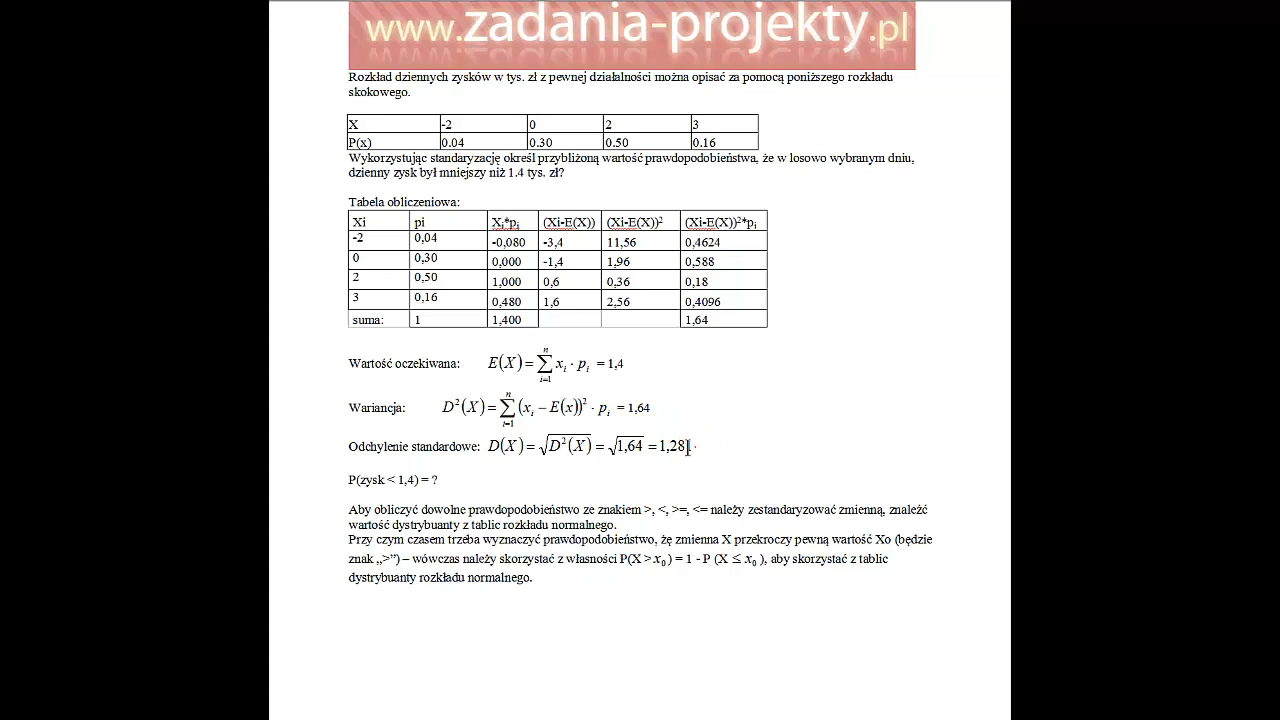 www.zadania-projekty.pl
Rozkład dziennych zysków w tys. zł z pewnej działalności można opisać za pomocą poniższego rozkładu
skokowego.
X -2 0 2 3
P(x) 0.04 0.30 0.50 0.16
Wykorzystując standaryzację określ przybliżoną wartość prawdopodobieństwa, że w losowo wybranym dniu,
dzienny zysk był mniejszy niż 1.4 tys. zł?
Tabela obliczeniowa:
Xi pi Xᵢ*pᵢ (Xi-E(X)) (Xi-E(X))² (Xi-E(X))²*pᵢ
-2 0,04 -0,080 -3,4 11,56 0,4624
0 0,30 0,000 -1,4 1,96 0,588
2 0,50 1,000 0,6 0,36 0,18
3 0,16 0,480 1,6 2,56 0,4096
suma: 1 1,400 1,64
Wartość oczekiwana: E(X) = ∑ⁿᵢ₌₁ xᵢ · pᵢ = 1,4
Wariancja: D²(X) = ∑ⁿᵢ₌₁ (xᵢ – E(x))² · pᵢ = 1,64
Odchylenie standardowe: D(X) = √D²(X) = √1,64 = 1,281
P(zysk < 1,4) = ?
Aby obliczyć dowolne prawdopodobieństwo ze znakiem >, <, >=, <= należy zestandaryzować zmienną, znaleźć
wartość dystrybuanty z tablic rozkładu normalnego.
Przy czym czasem trzeba wyznaczyć prawdopodobieństwo, żę zmienna X przekroczy pewną wartość Xo (będzie
znak „>”) – wówczas należy skorzystać z własności P(X > x₀) = 1 - P (X ≤ x₀), aby skorzystać z tablic
dystrybuanty rozkładu normalnego.